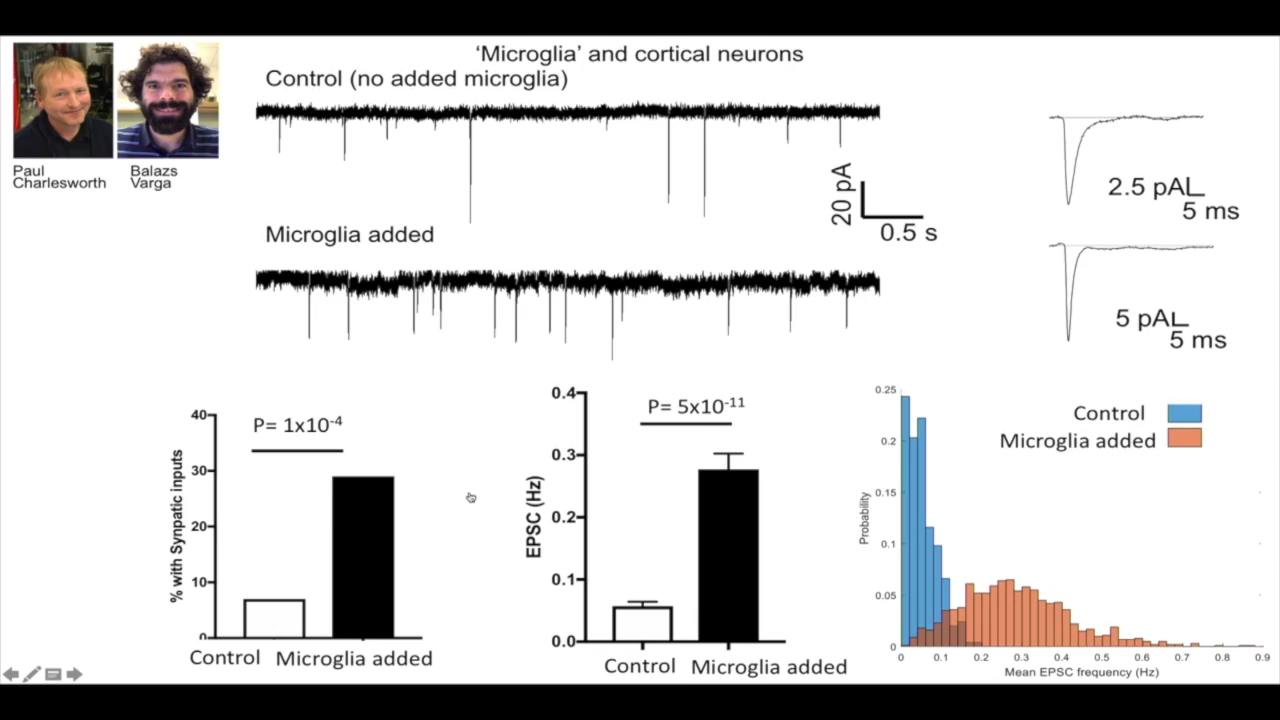 ‘Microglia’ and cortical neurons
Control (no added microglia)
Paul
Charlesworth
Balazs
Varga
20 pA
0.5 s
2.5 pA
5 ms
Microglia added
5 pA
5 ms
% with Synpatic inputs
40
30
20
10
0
P= 1x10-4
Control
Microglia added
EPSC (Hz)
0.4
0.3
0.2
0.1
0.0
P= 5x10-11
Control
Microglia added
Probability
0.25
0.2
0.15
0.1
0.05
0
Control
Microglia added
0 0.1 0.2 0.3 0.4 0.5 0.6 0.7 0.8 0.9
Mean EPSC frequency (Hz)